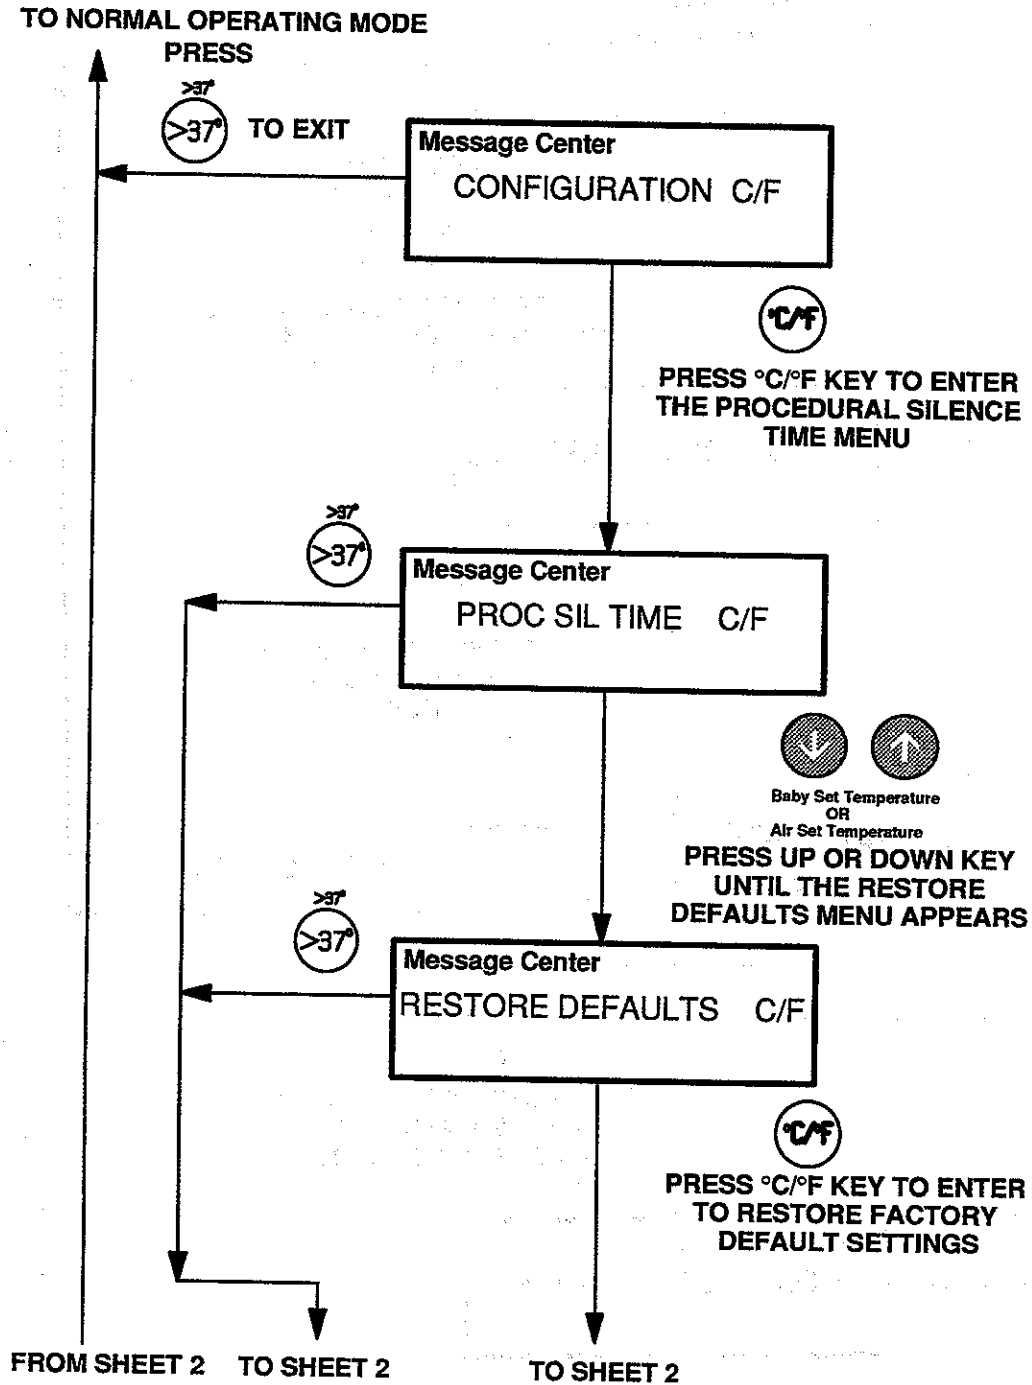 TO NORMAL OPERATING MODE
PRESS
>37°
>37° TO EXIT
Message Center
CONFIGURATION C/F
°C/°F
PRESS °C/°F KEY TO ENTER
THE PROCEDURAL SILENCE
TIME MENU
>37°
>37°
Message Center
PROC SIL TIME C/F
Baby Set Temperature
OR
Air Set Temperature
PRESS UP OR DOWN KEY
UNTIL THE RESTORE
DEFAULTS MENU APPEARS
>37°
>37°
Message Center
RESTORE DEFAULTS C/F
°C/°F
PRESS °C/°F KEY TO ENTER
TO RESTORE FACTORY
DEFAULT SETTINGS
FROM SHEET 2 TO SHEET 2 TO SHEET 2